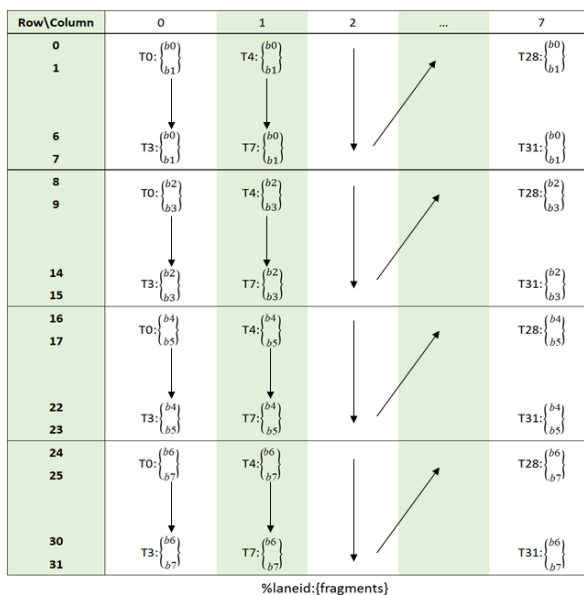 Row\Column 0 1 2 ... 7
0 T0:{b0 T4:{b0 T28:{b0
1 b1} b1} b1}
6 T3:{b0 T7:{b0 T31:{b0
7 b1} b1} b1}
8 T0:{b2 T4:{b2 T28:{b2
9 b3} b3} b3}
14 T3:{b2 T7:{b2 T31:{b2
15 b3} b3} b3}
16 T0:{b4 T4:{b4 T28:{b4
17 b5} b5} b5}
22 T3:{b4 T7:{b4 T31:{b4
23 b5} b5} b5}
24 T0:{b6 T4:{b6 T28:{b6
25 b7} b7} b7}
30 T3:{b6 T7:{b6 T31:{b6
31 b7} b7} b7}
%laneid:{fragments}